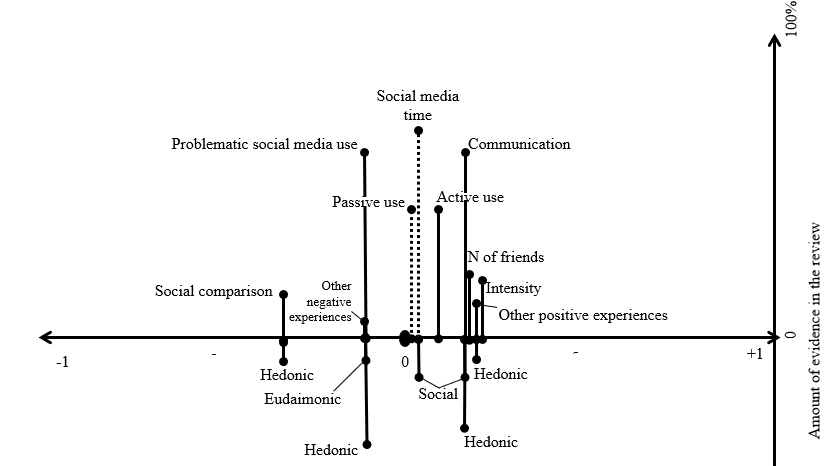 100%
Social media
time
Problematic social media use
Communication
Passive use
Active use
N of friends
Other
negative
experiences
Social comparison
Intensity
Other positive experiences
-1
-
0
-
+1
0
Hedonic
Eudaimonic
Social
Hedonic
Hedonic
Hedonic
Amount of evidence in the review